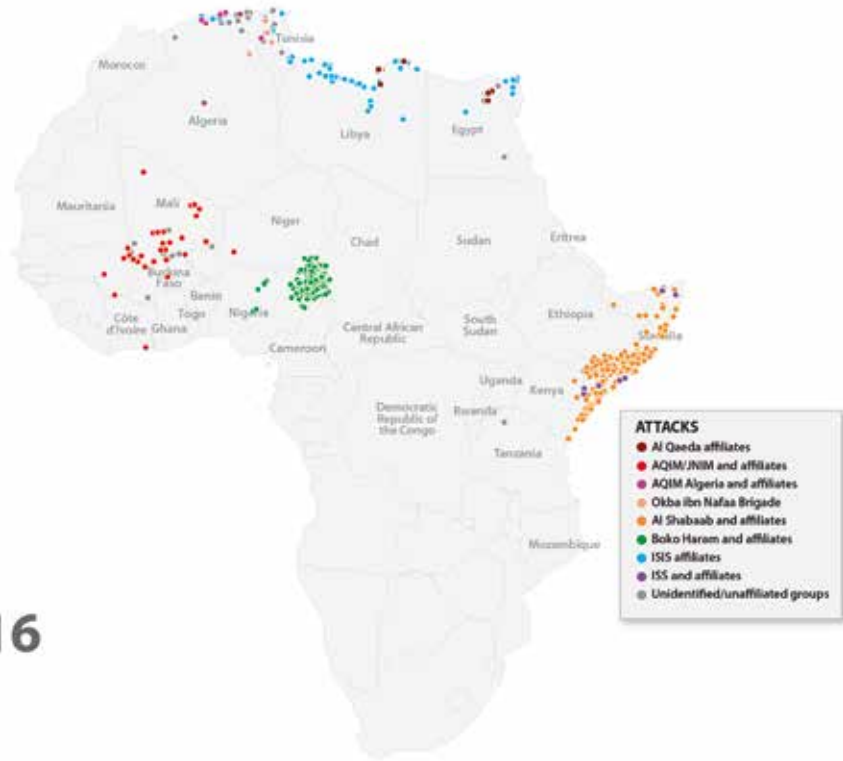 Tunisia
Morocco
Algeria
Libya
Egypt
Mauritania
Mali
Niger
Chad
Sudan
Eritrea
Burkina
Faso
Benin
Togo
Nigeria
Côte
d'Ivoire
Ghana
Cameroon
Central African
Republic
South
Sudan
Ethiopia
Somalia
Uganda
Kenya
Rwanda
Democratic
Republic of
the Congo
Tanzania
Mozambique
ATTACKS
Al Qaeda affiliates
AQIM/JNIM and affiliates
AQIM Algeria and affiliates
Okba ibn Nafaa Brigade
Al Shabaab and affiliates
Boko Haram and affiliates
ISIS affiliates
ISS and affiliates
Unidentified/unaffiliated groups
16